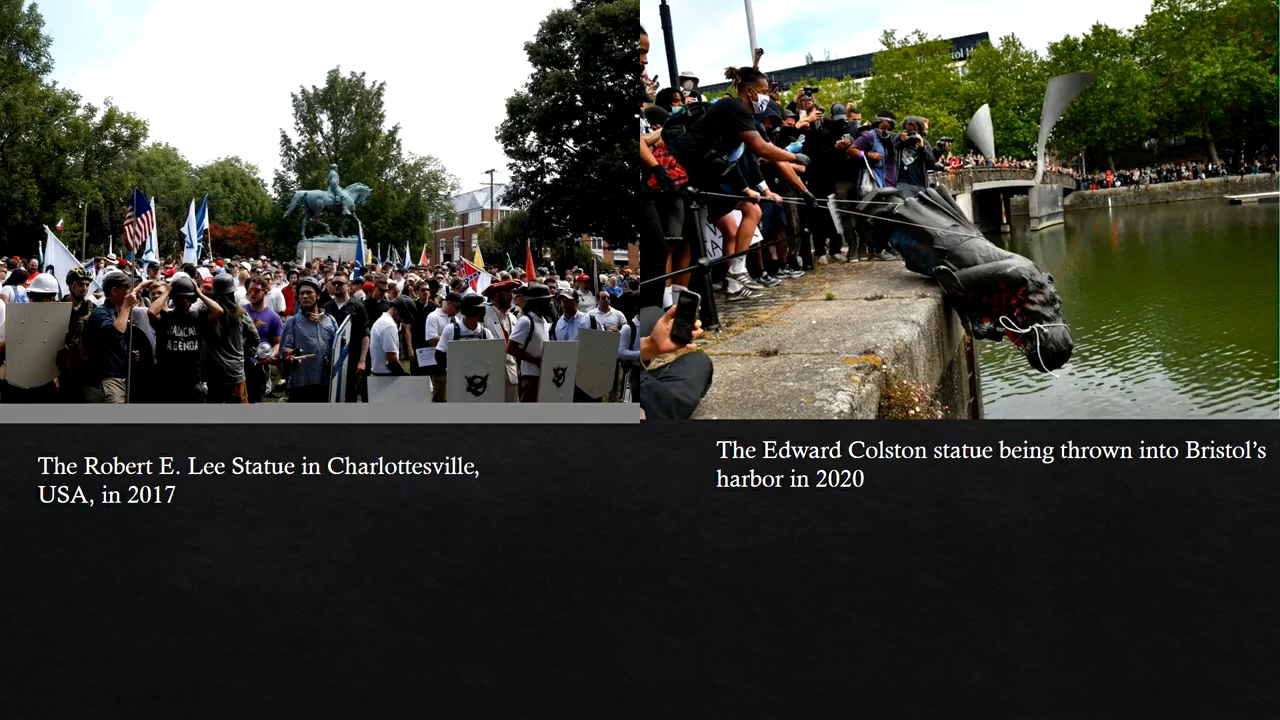 RADICAL
AGENDA
The Robert E. Lee Statue in Charlottesville,
USA, in 2017
The Edward Colston statue being thrown into Bristol’s
harbor in 2020